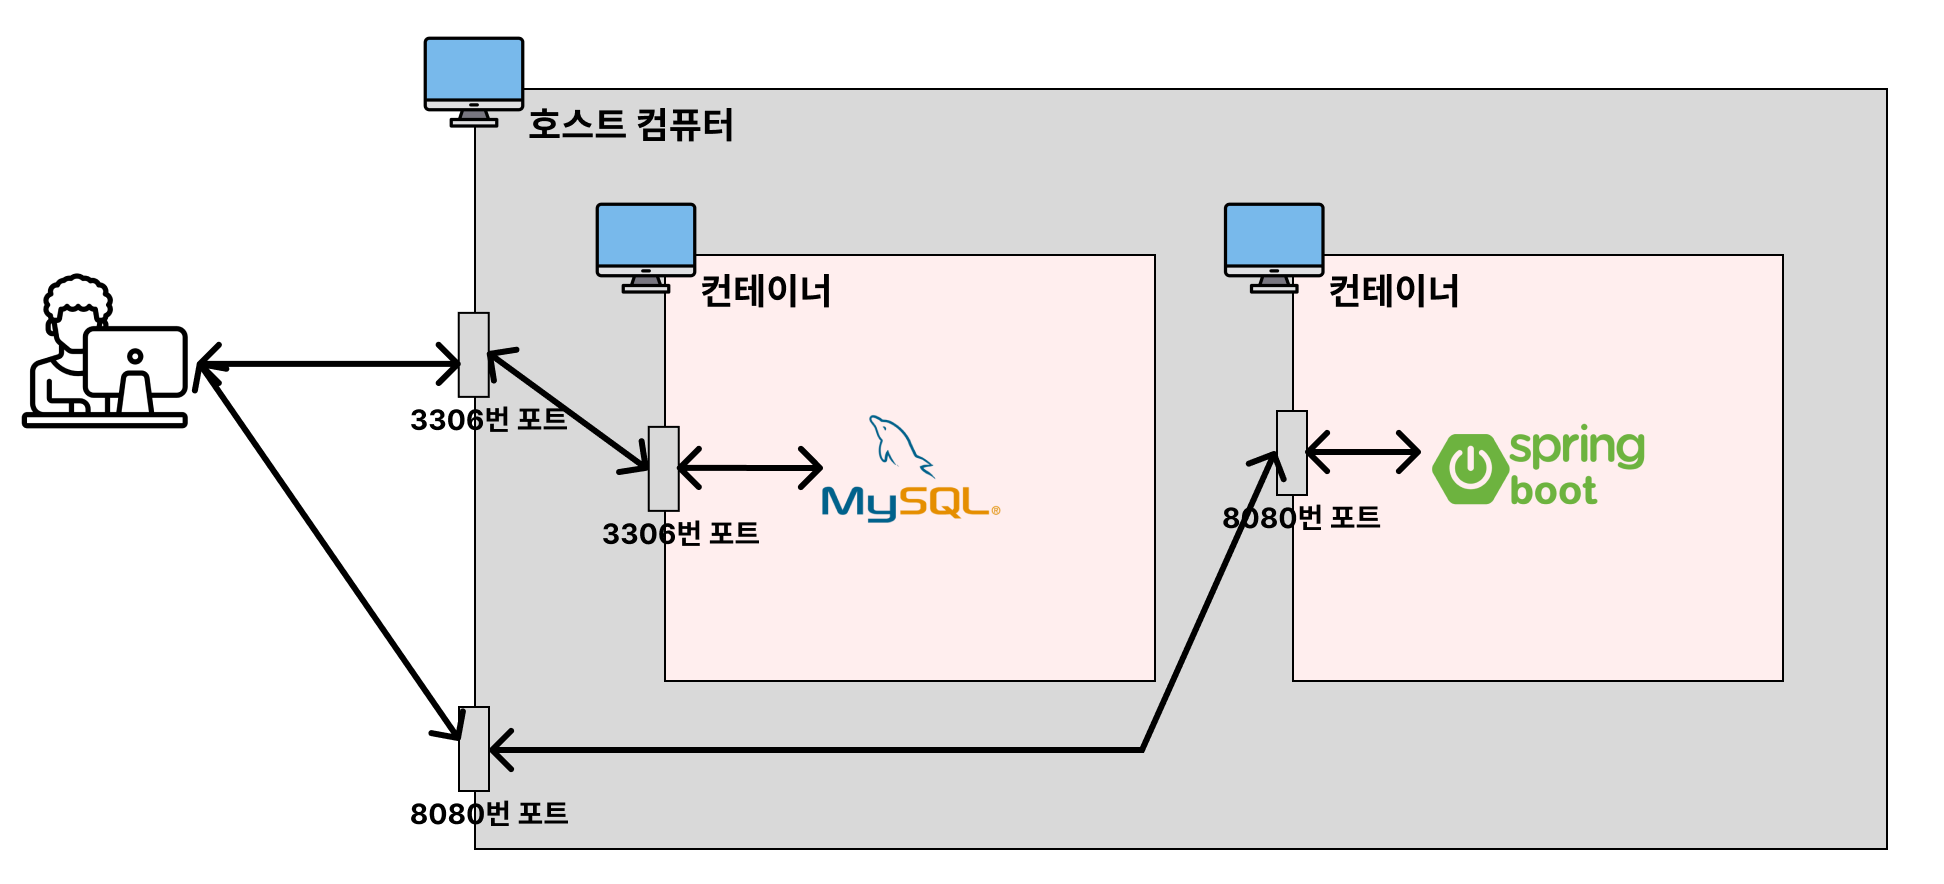 호스트 컴퓨터
컨테이너
컨테이너
3306번 포트
3306번 포트
MySQL®
spring
boot
8080번 포트
8080번 포트